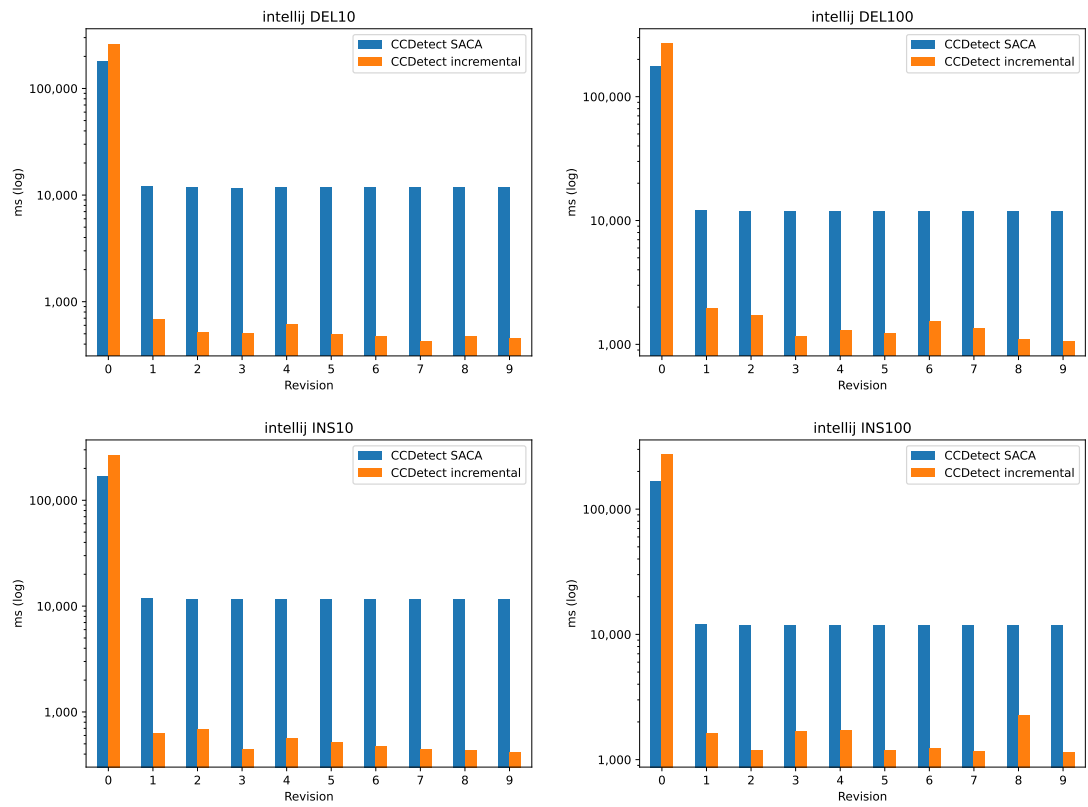 intellij DEL10
CCDetect SACA
CCDetect incremental
100,000
10,000
1,000
ms (log)
0 1 2 3 4 5 6 7 8 9
Revision
intellij DEL100
CCDetect SACA
CCDetect incremental
100,000
10,000
1,000
ms (log)
0 1 2 3 4 5 6 7 8 9
Revision
intellij INS10
CCDetect SACA
CCDetect incremental
100,000
10,000
1,000
ms (log)
0 1 2 3 4 5 6 7 8 9
Revision
intellij INS100
CCDetect SACA
CCDetect incremental
100,000
10,000
1,000
ms (log)
0 1 2 3 4 5 6 7 8 9
Revision